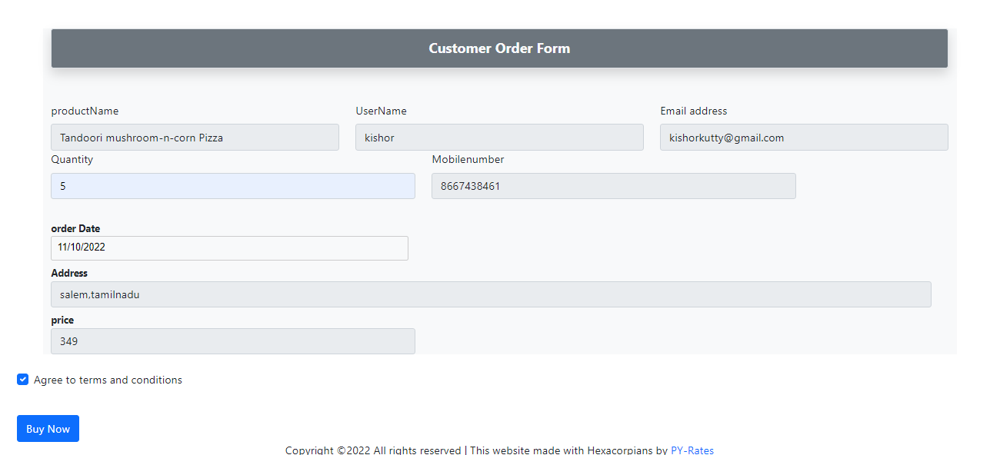 Customer Order Form
productName UserName Email address
Tandoori mushroom-n-corn Pizza kishor kishorkutty@gmail.com
Quantity Mobilenumber
5 8667438461
order Date
11/10/2022
Address
salem,tamilnadu
price
349
Agree to terms and conditions
Buy Now
Copyright ©2022 All rights reserved | This website made with Hexacorpians by PY-Rates